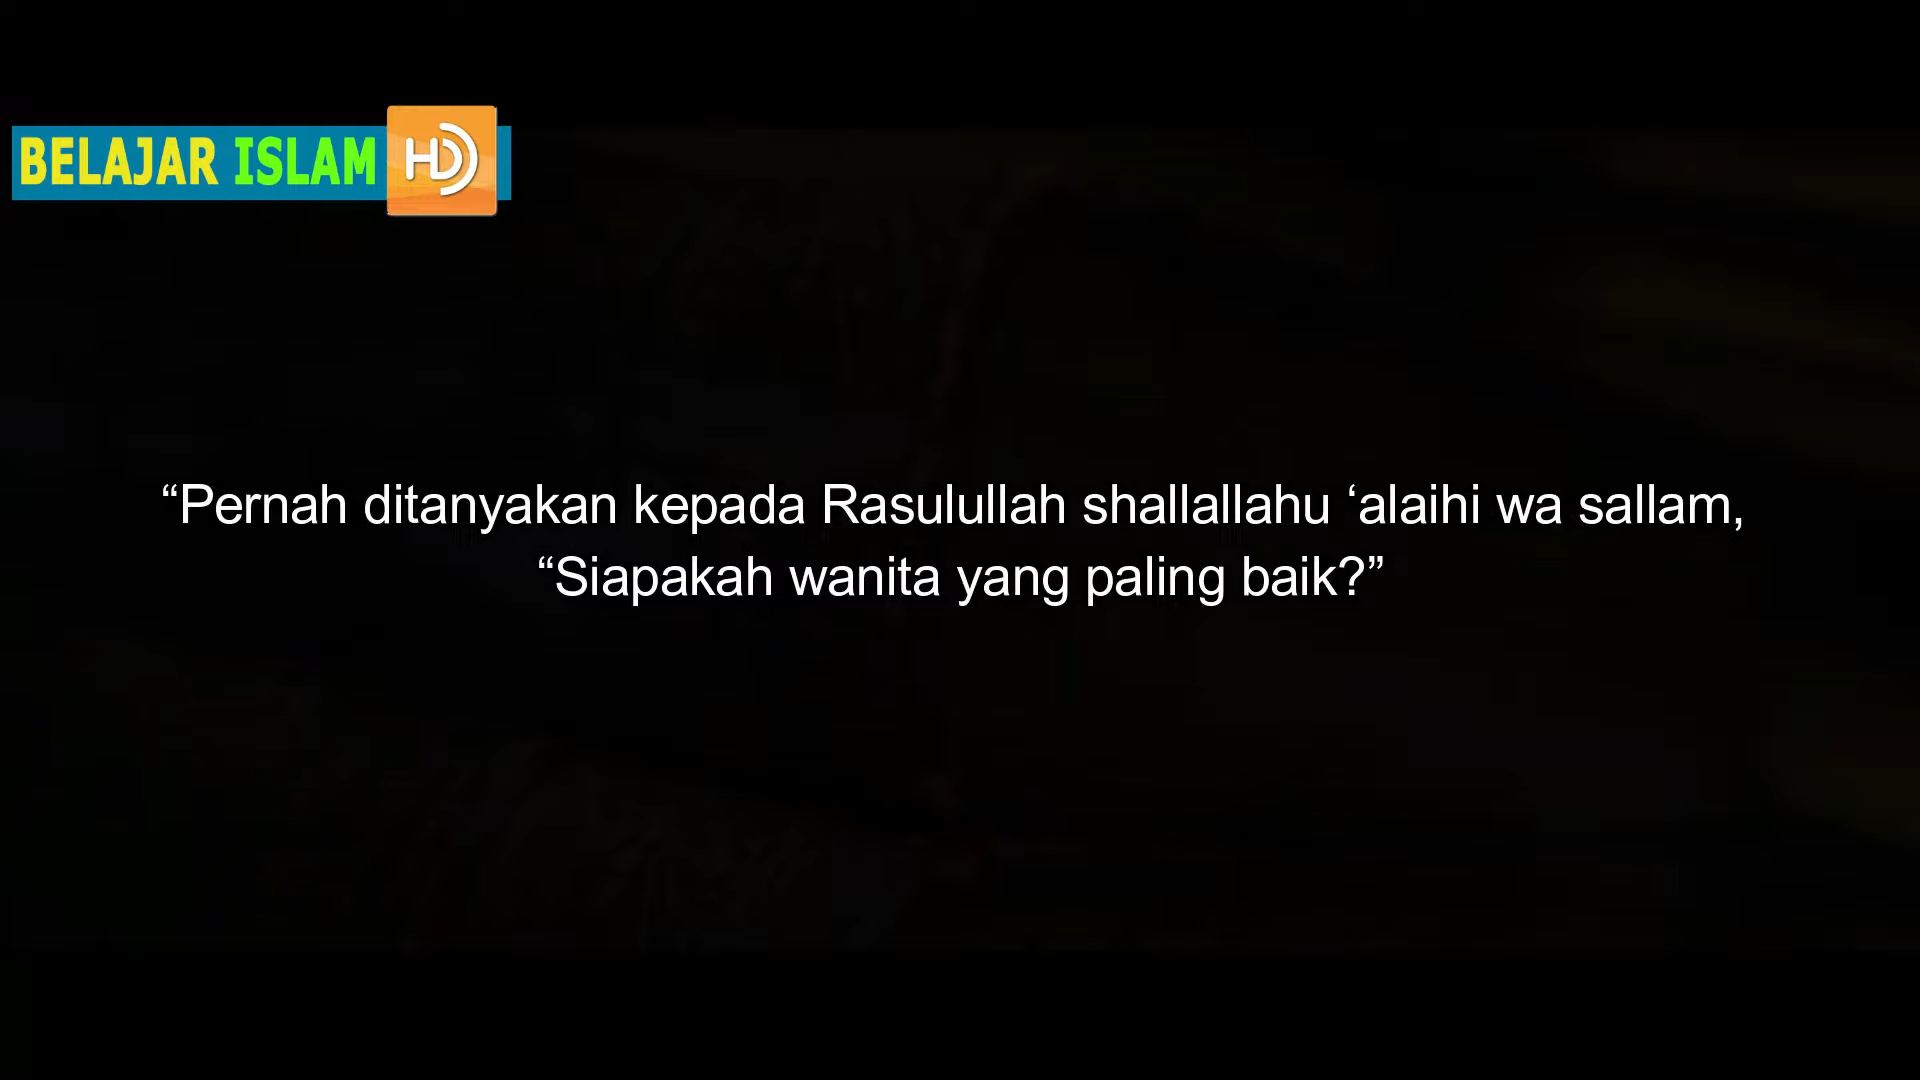 BELAJAR ISLAM HD
“Pernah ditanyakan kepada Rasulullah shallallahu ‘alaihi wa sallam,
“Siapakah wanita yang paling baik?”